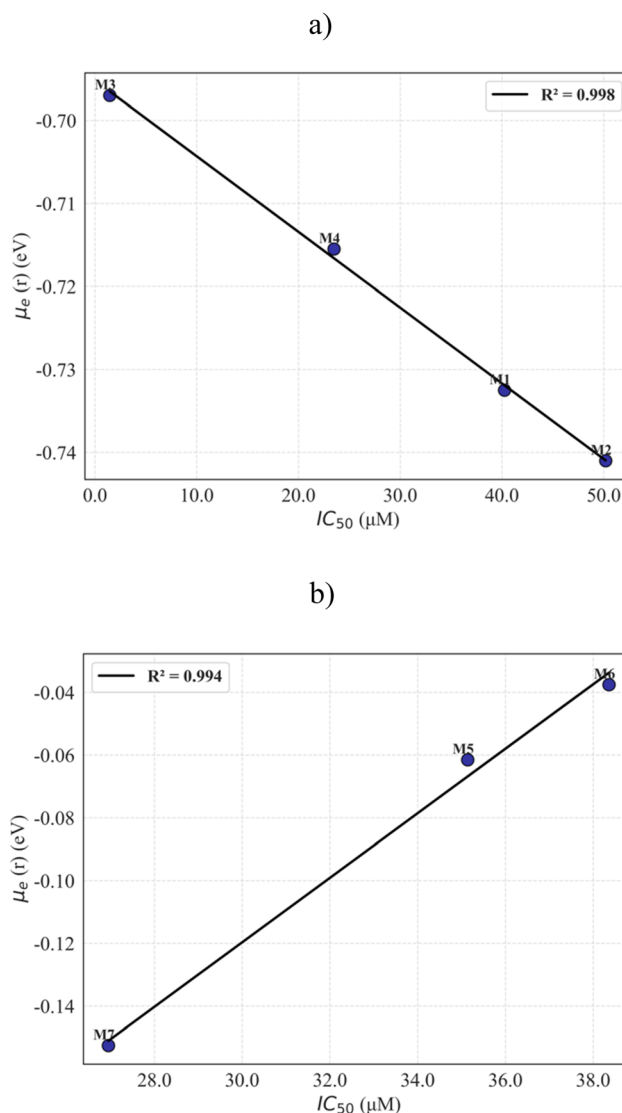 a)
M3
R² = 0.998
-0.70
-0.71
M4
-0.72
-0.73
M1
-0.74
M2
μe (r) (eV)
0.0 10.0 20.0 30.0 40.0 50.0
IC50 (μM)
b)
R² = 0.994
M6
-0.04
M5
-0.06
-0.08
-0.10
-0.12
-0.14
M7
μe (r) (eV)
28.0 30.0 32.0 34.0 36.0 38.0
IC50 (μM)